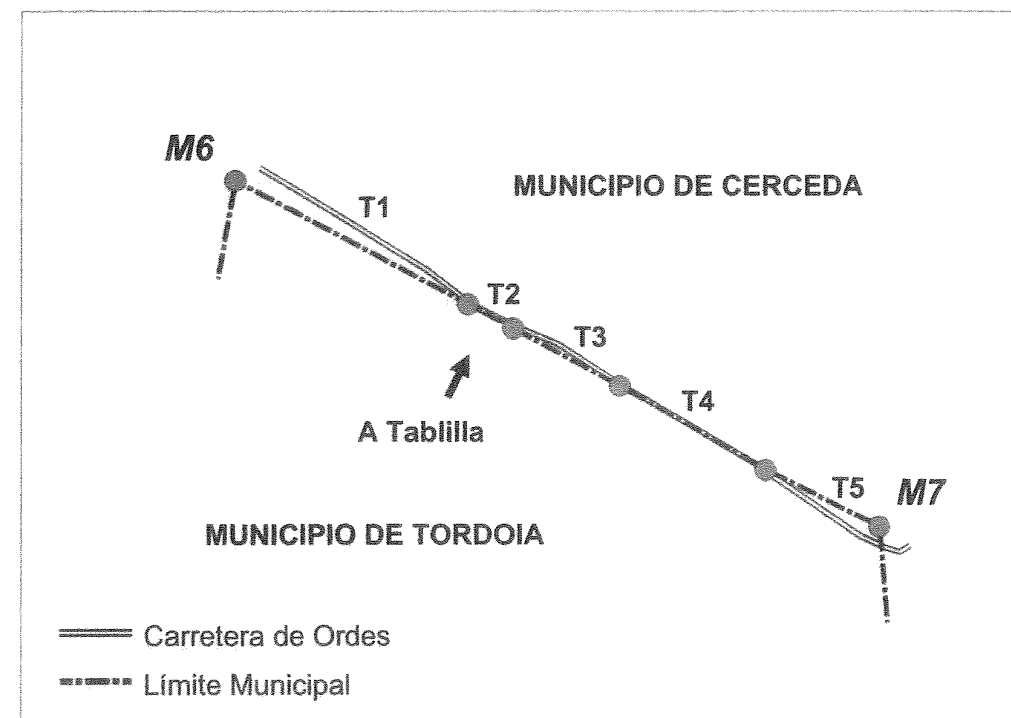 M6
MUNICIPIO DE CERCEDA
T1
T2
T3
A Tablilla
T4
T5
M7
MUNICIPIO DE TORDOIA
Carretera de Ordes
Límite Municipal